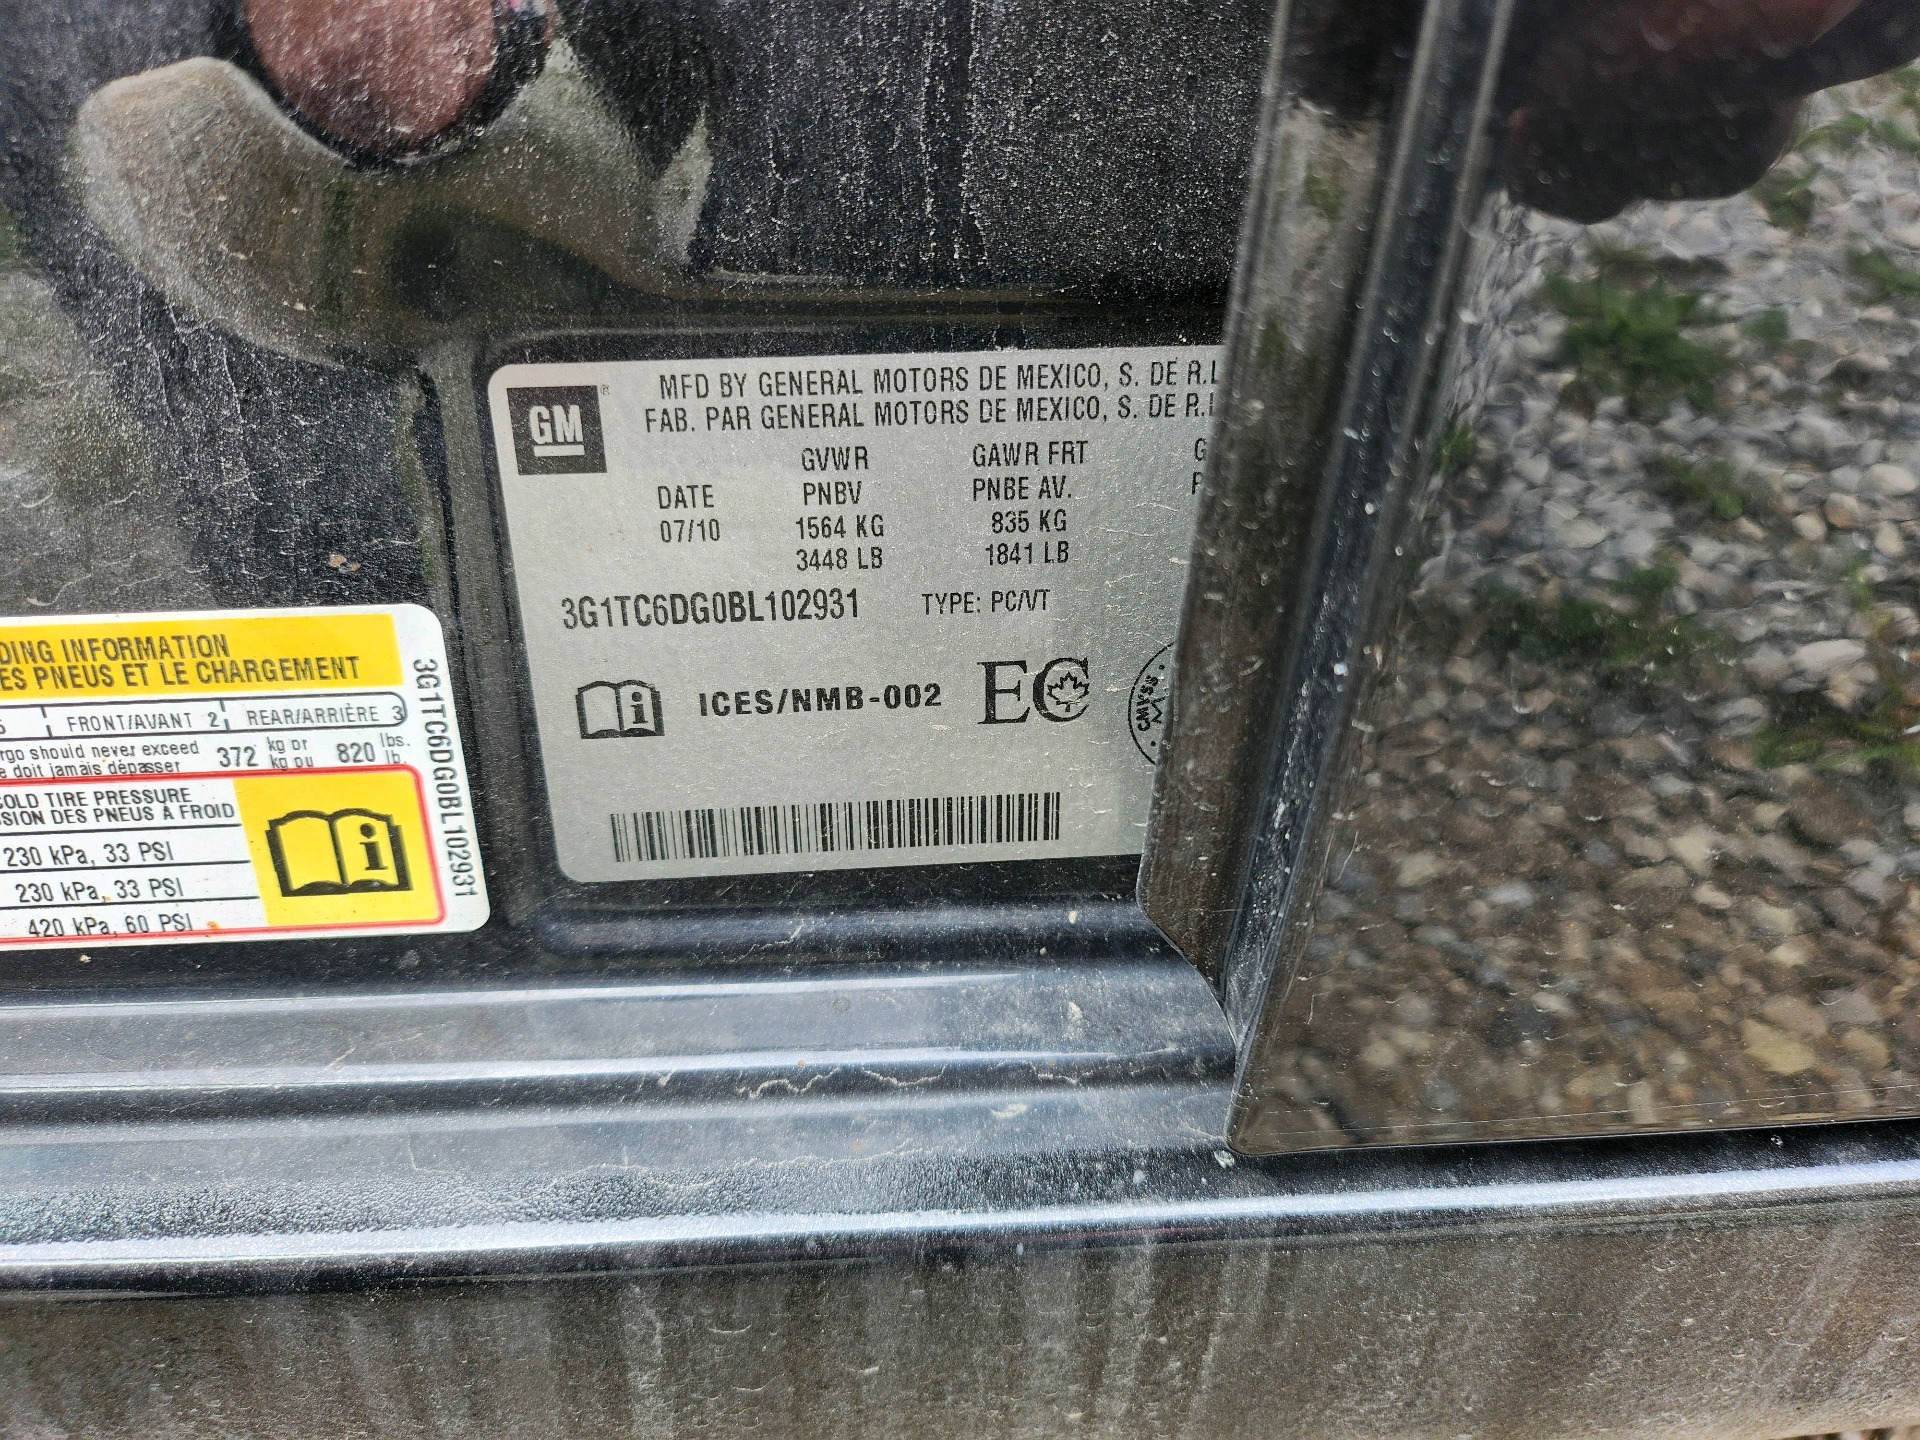 GM
MFD BY GENERAL MOTORS DE MEXICO, S. DE R.L
FAB. PAR GENERAL MOTORS DE MEXICO, S. DE R.L
GVWR GAWR FRT G
DATE PNBV PNBE AV. P
07/10 1564 KG 835 KG
3448 LB 1841 LB
3G1TC6DG0BL102931 TYPE: PC/VT
i ICES/NMB-002 EC CMVSS
DING INFORMATION
ES PNEUS ET LE CHARGEMENT
FRONT/AVANT 2 REAR/ARRIÈRE 3
rgo should never exceed 372 kg or 820 lbs.
e doit jamais dépasser kg ou lb.
OLD TIRE PRESSURE
SION DES PNEUS À FROID
230 kPa, 33 PSI
230 kPa, 33 PSI
420 kPa, 60 PSI
i
3G1TC6DG0BL102931